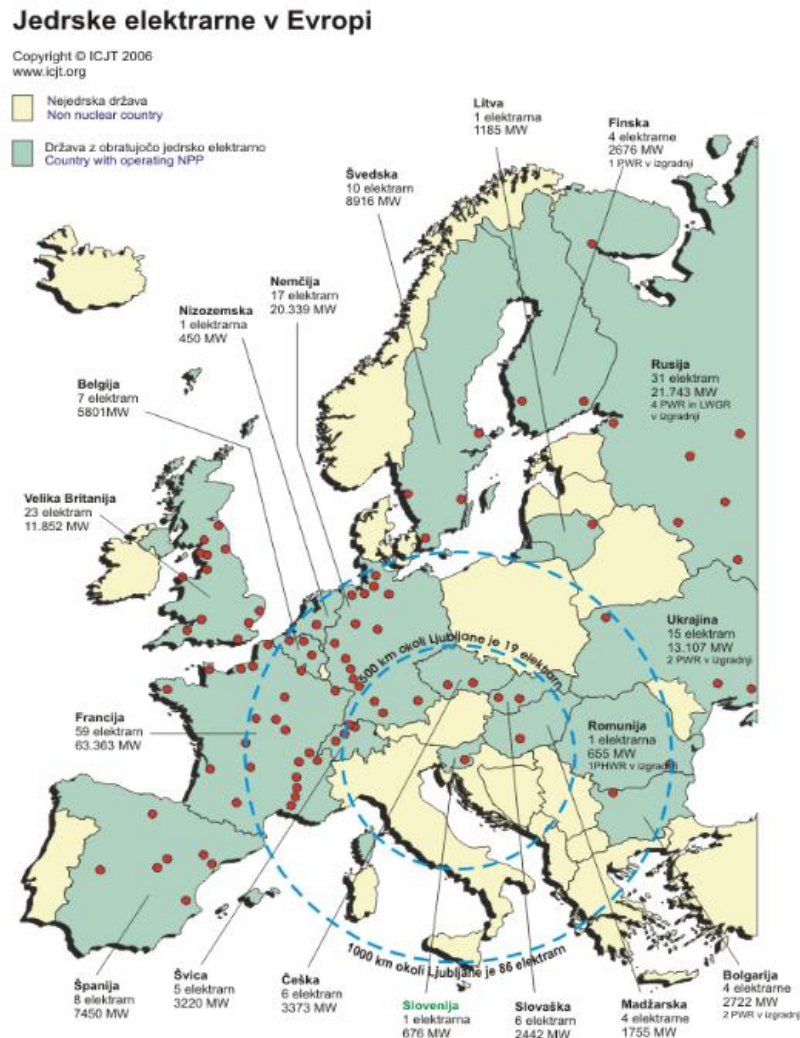 Jedrske elektrarne v Evropi
Copyright © ICJT 2006
www.icjt.org
Nejedrska država
Non nuclear country
Država z obratujočo jedrsko elektrarno
Country with operating NPP
Litva
1 elektrarna
1185 MW
Finska
4 elektrarne
2676 MW
1 PWR v izgradnji
Švedska
10 elektrarn
8916 MW
Nemčija
17 elektrarn
20.339 MW
Nizozemska
1 elektrarna
450 MW
Belgija
7 elektrarn
5801MW
Rusija
31 elektrarn
21.743 MW
4 PWR in LWGR
v izgradnji
Velika Britanija
23 elektrarn
11.852 MW
Ukrajina
15 elektrarn
13.107 MW
2 PWR v izgradnji
500 km okoli Ljubljane je 19 elektrarn
Francija
59 elektrarn
63.363 MW
Romunija
1 elektrarna
655 MW
1PHWR v izgradnji
1000 km okoli Ljubljane je 86 elektrarn
Španija
8 elektrarn
7450 MW
Švica
5 elektrarn
3220 MW
Češka
6 elektrarn
3373 MW
Slovenija
1 elektrarna
676 MW
Slovaška
6 elektrarn
2442 MW
Madžarska
4 elektrarne
1755 MW
Bolgarija
4 elektrarne
2722 MW
2 PWR v izgradnji